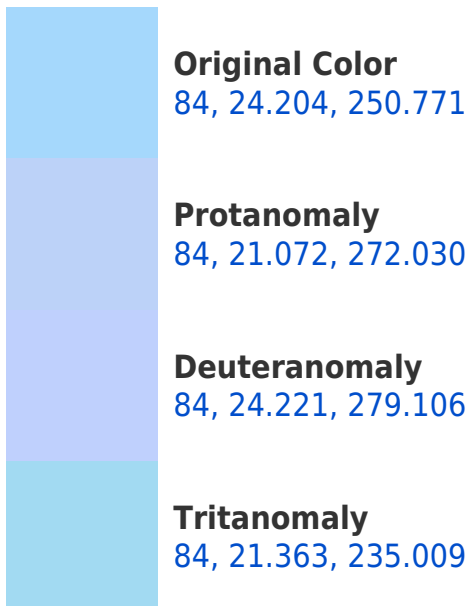 Original Color
84, 24.204, 250.771
Protanomaly
84, 21.072, 272.030
Deuteranomaly
84, 24.221, 279.106
Tritanomaly
84, 21.363, 235.009